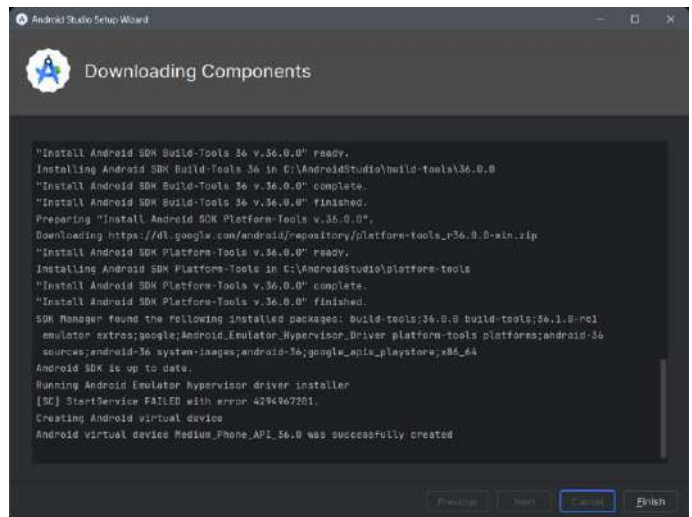 Android Studio Setup Wizard
Downloading Components
"Install Android SDK Build-Tools 36 v.36.0.0" ready.
Installing Android SDK Build-Tools 36 in C:\AndroidStudio\build-tools\36.0.0
"Install Android SDK Build-Tools 36 v.36.0.0" complete.
"Install Android SDK Build-Tools 36 v.36.0.0" finished.
Preparing "Install Android SDK Platform-Tools v.36.0.0".
Downloading https://dl.google.com/android/repository/platform-tools_r36.0.0-win.zip
"Install Android SDK Platform-Tools v.36.0.0" ready.
Installing Android SDK Platform-Tools in C:\AndroidStudio\platform-tools
"Install Android SDK Platform-Tools v.36.0.0" complete.
"Install Android SDK Platform-Tools v.36.0.0" finished.
SDK Manager found the following installed packages: build-tools;36.0.0 build-tools;36.1.0-rc1
emulator extras;google;Android_Emulator_Hypervisor_Driver platform-tools platforms;android-36
sources;android-36 system-images;android-36;google_apis_playstore;x86_64
Android SDK is up to date.
Running Android Emulator hypervisor driver installer
[SC] StartService FAILED with error 4294967201.
Creating Android virtual device
Android virtual device Medium_Phone_API_36.0 was successfully created
Previous Next Cancel Finish